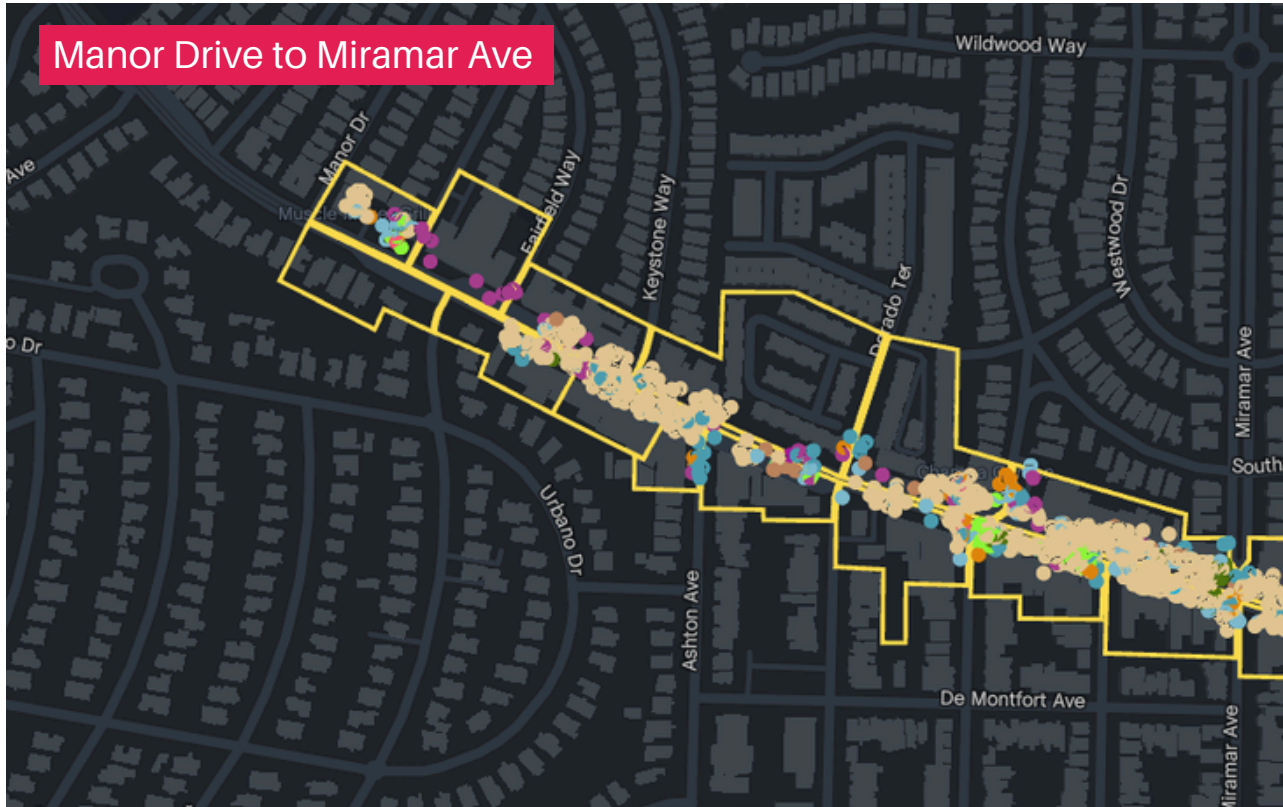 Manor Drive to Miramar Ave
Wildwood Way
Manor Dr
Ave
Fairfield Way
Keystone Way
Westwood Dr
Dorado Ter
o Dr
Miramar Ave
South
Urbano Dr
Ashton Ave
De Montfort Ave
Miramar Ave